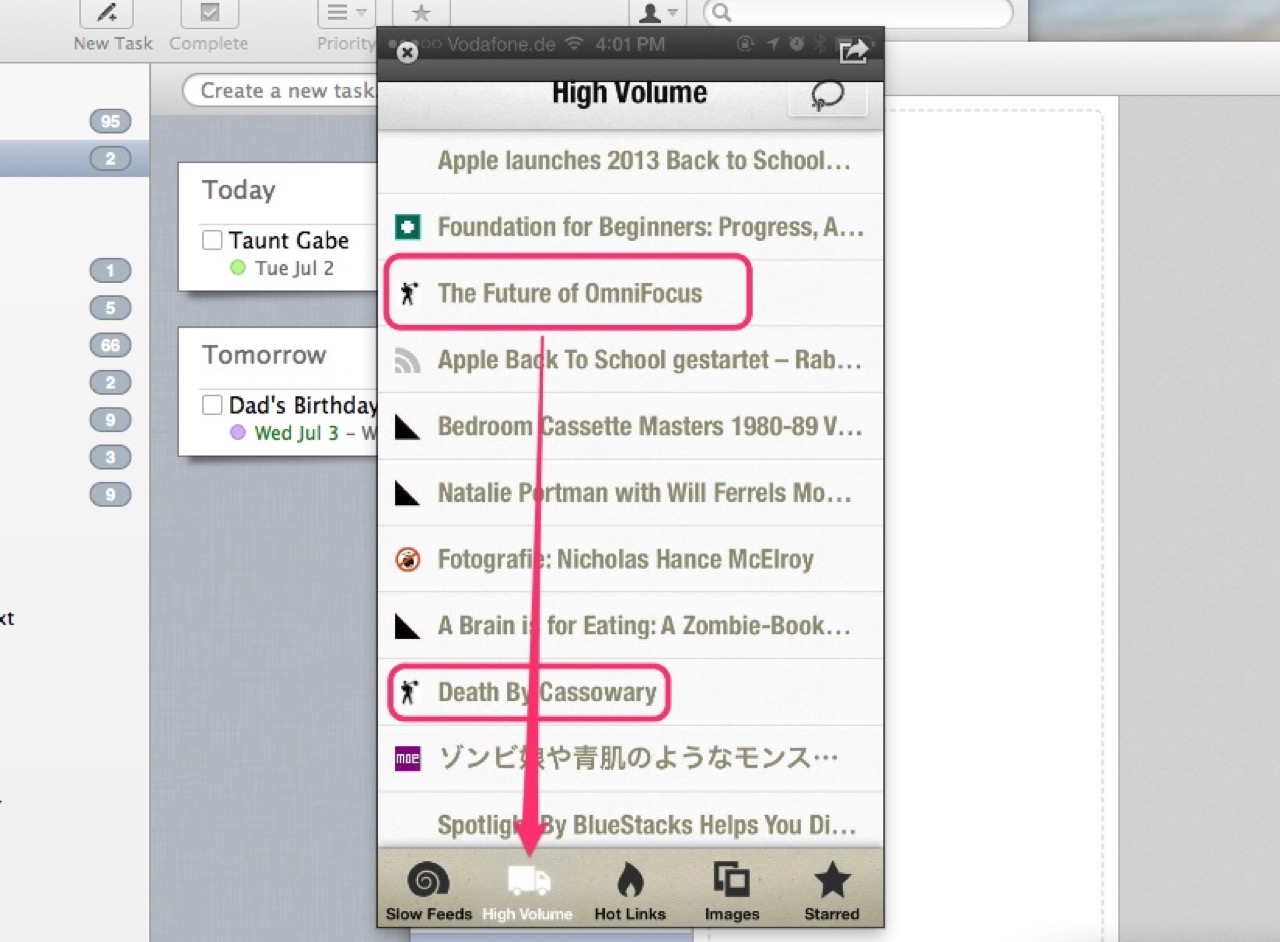 New Task
Complete
Priority
Create a new task
95
2
1
5
66
2
9
3
9
xt
Today
Taunt Gabe
Tue Jul 2
Tomorrow
Dad's Birthday
Wed Jul 3 – W
Vodafone.de
4:01 PM
High Volume
Apple launches 2013 Back to School…
Foundation for Beginners: Progress, A…
The Future of OmniFocus
Apple Back To School gestartet – Rab…
Bedroom Cassette Masters 1980-89 V…
Natalie Portman with Will Ferrels Mo…
Fotografie: Nicholas Hance McElroy
A Brain is for Eating: A Zombie-Book…
Death By Cassowary
moe
ゾンビ娘や青肌のようなモンス…
Spotlight By BlueStacks Helps You Di…
Slow Feeds
High Volume
Hot Links
Images
Starred